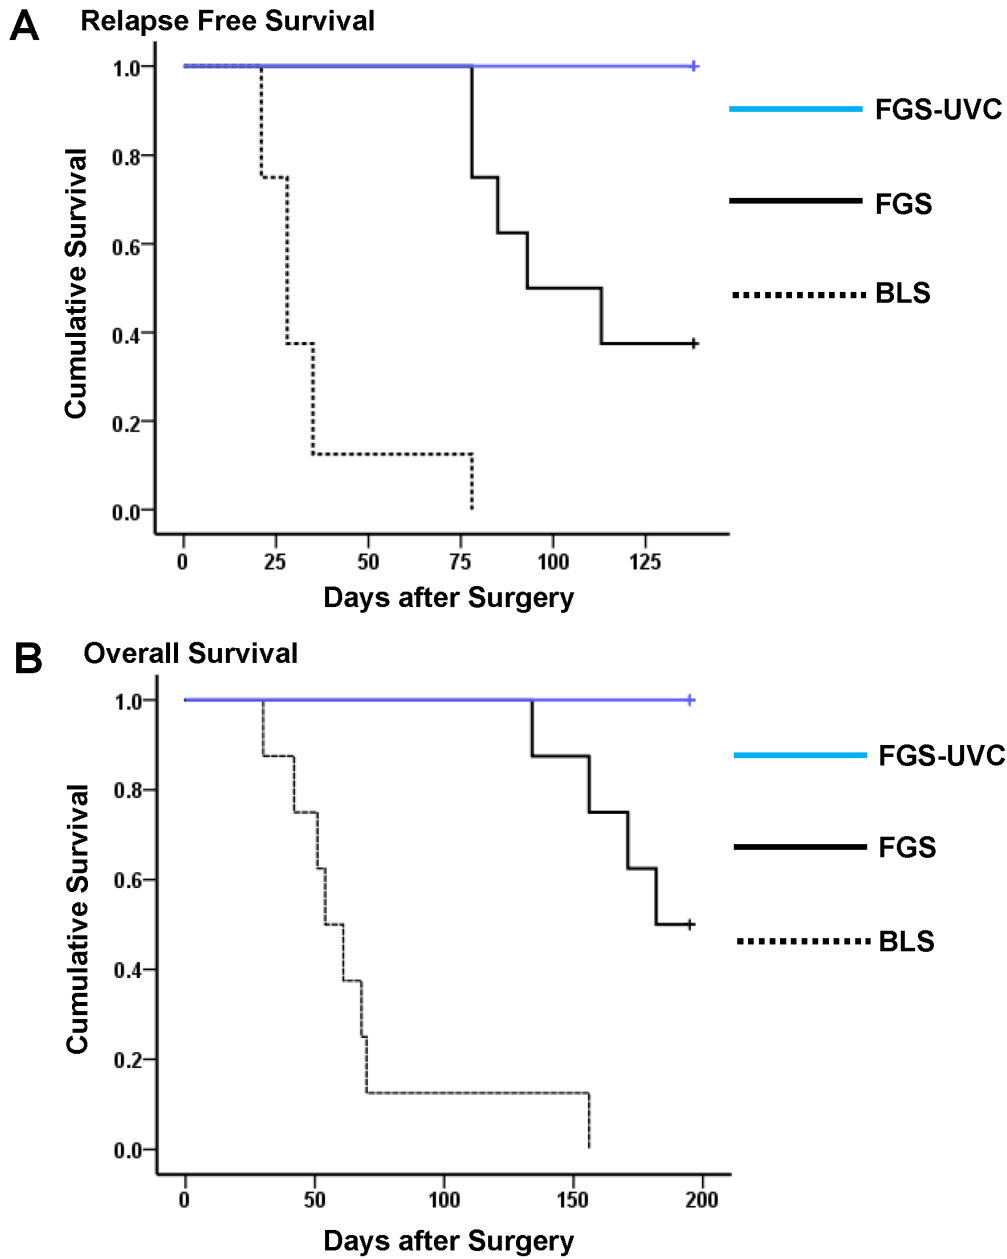 A Relapse Free Survival
1.0
0.8
0.6
0.4
0.2
0.0
Cumulative Survival
0 25 50 75 100 125
Days after Surgery
FGS-UVC
FGS
BLS
B Overall Survival
1.0
0.8
0.6
0.4
0.2
0.0
Cumulative Survival
0 50 100 150 200
Days after Surgery
FGS-UVC
FGS
BLS